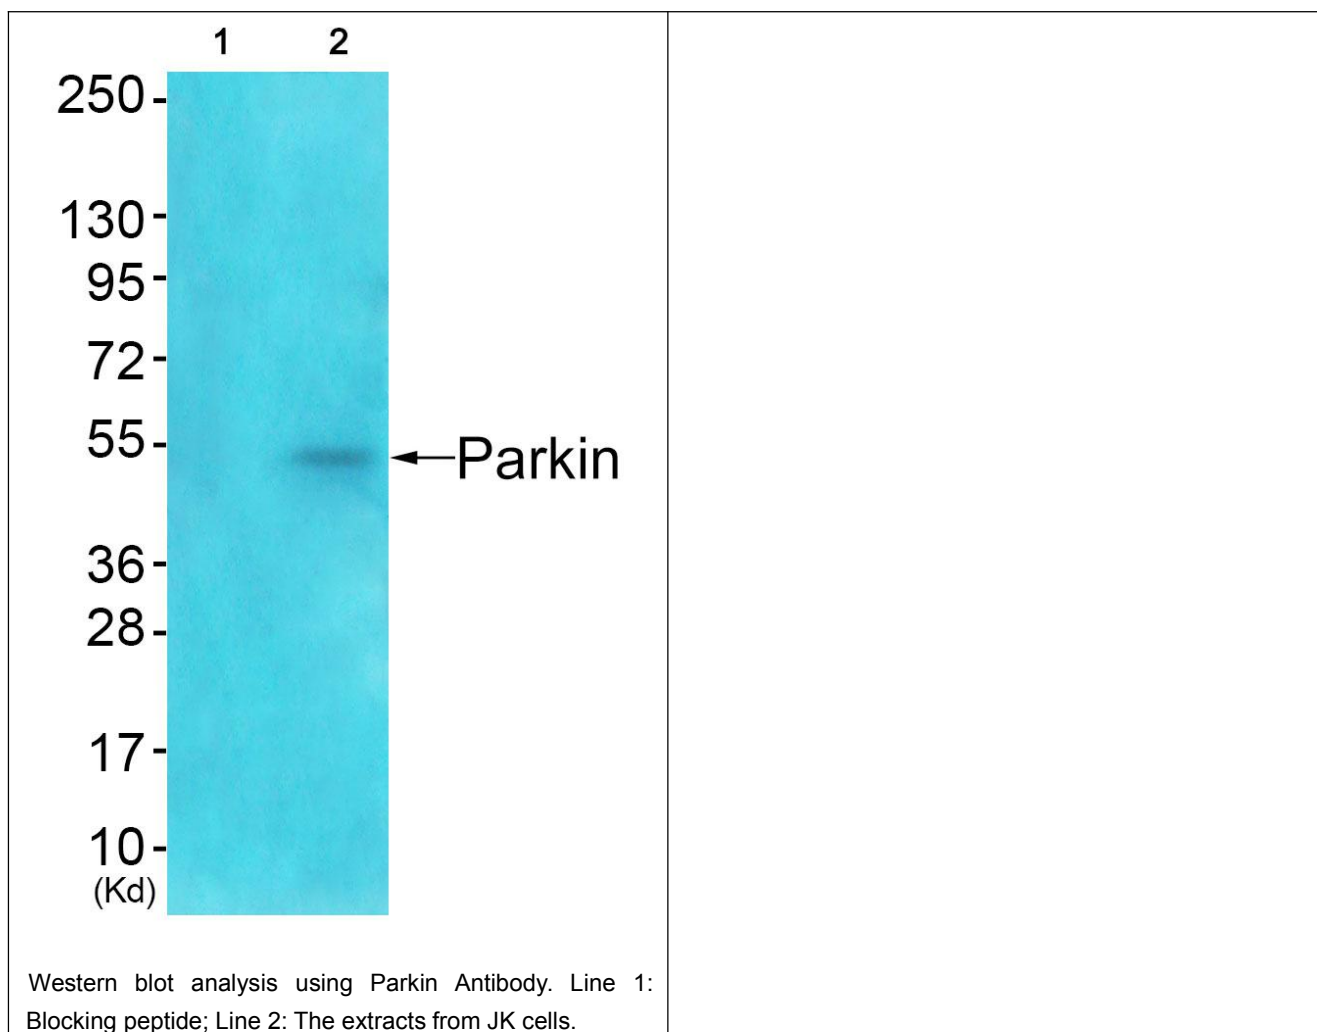 1 2
250
130
95
72
55
Parkin
36
28
17
10
(Kd)
Western blot analysis using Parkin Antibody. Line 1:
Blocking peptide; Line 2: The extracts from JK cells.